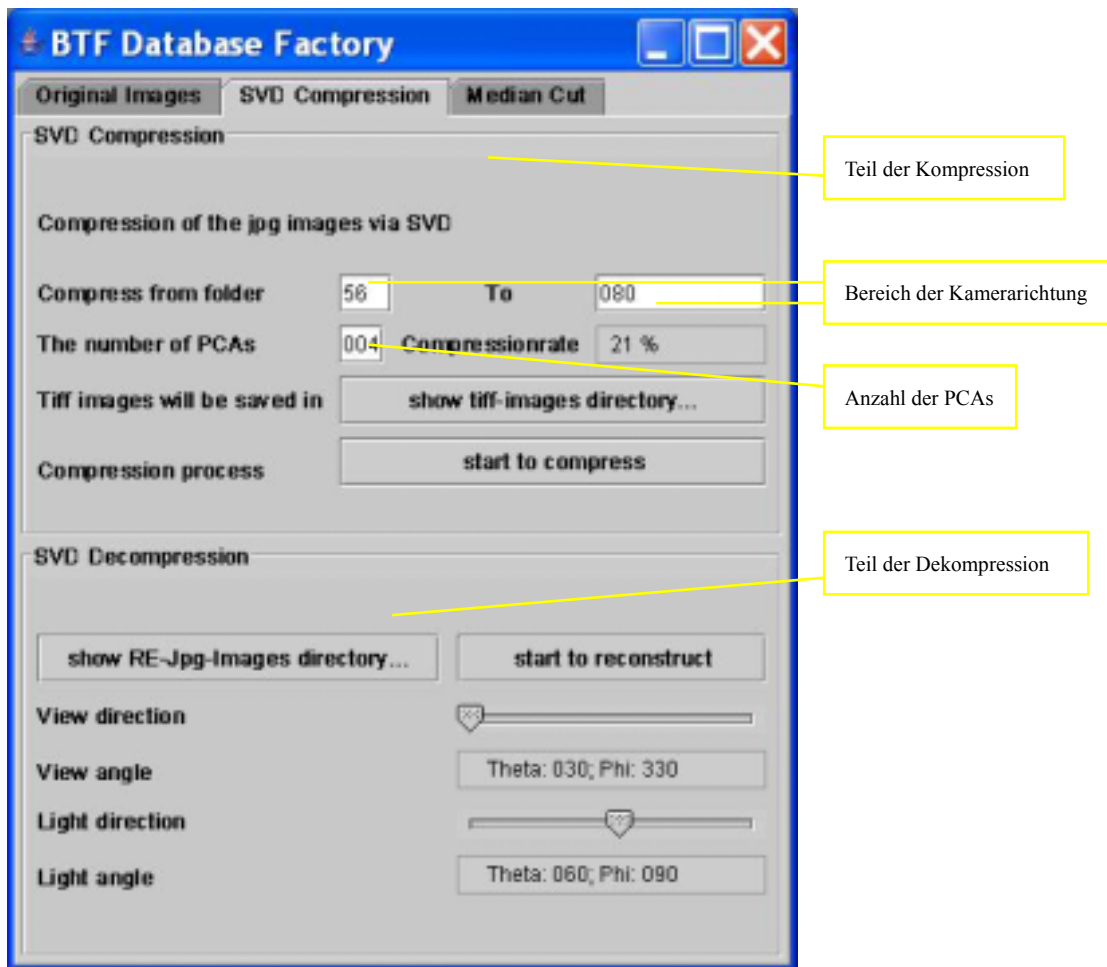 BTF Database Factory
Original Images SVD Compression Median Cut
SVD Compression
Teil der Kompression
Compression of the jpg images via SVD
Compress from folder 56 To 080
Bereich der Kamerarichtung
The number of PCAs 004 Compressionrate 21 %
Anzahl der PCAs
Tiff images will be saved in show tiff-images directory...
Compression process start to compress
SVD Decompression
Teil der Dekompression
show RE-Jpg-Images directory... start to reconstruct
View direction
View angle Theta: 030; Phi: 330
Light direction
Light angle Theta: 060; Phi: 090